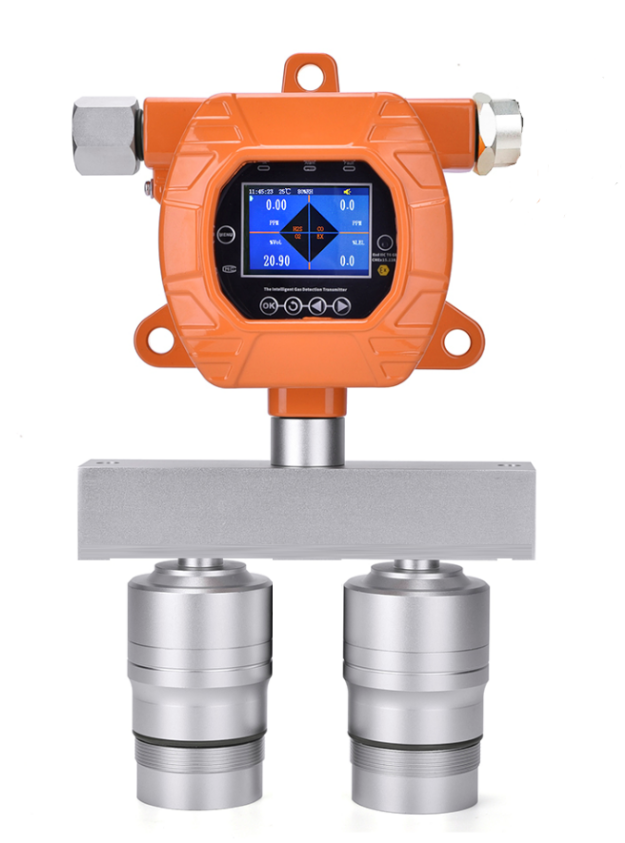 11:45:23 25℃ 80%RH
0.00 0.0
PPM PPM
H2S CO
O2 EX
%Vol %LEL
20.90 0.0
MENU
The Intelligent Gas Detection Transmitter
OK